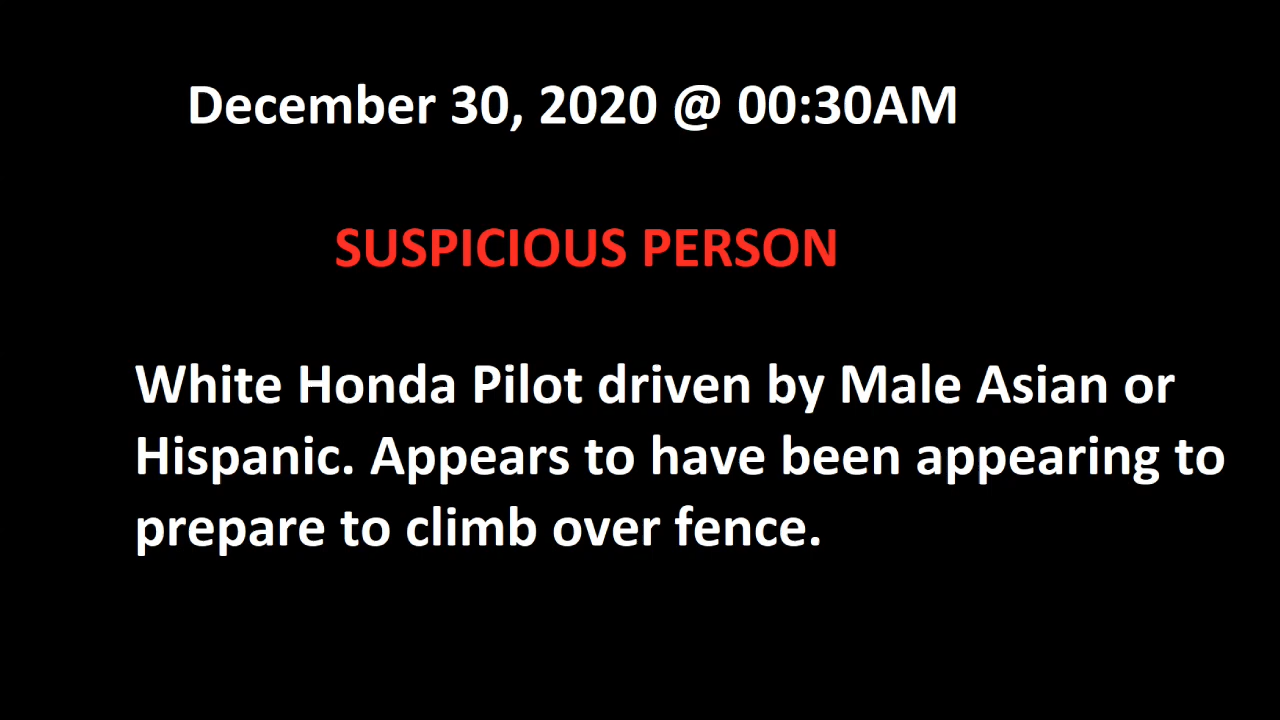 December 30, 2020 @ 00:30AM
SUSPICIOUS PERSON
White Honda Pilot driven by Male Asian or
Hispanic. Appears to have been appearing to
prepare to climb over fence.